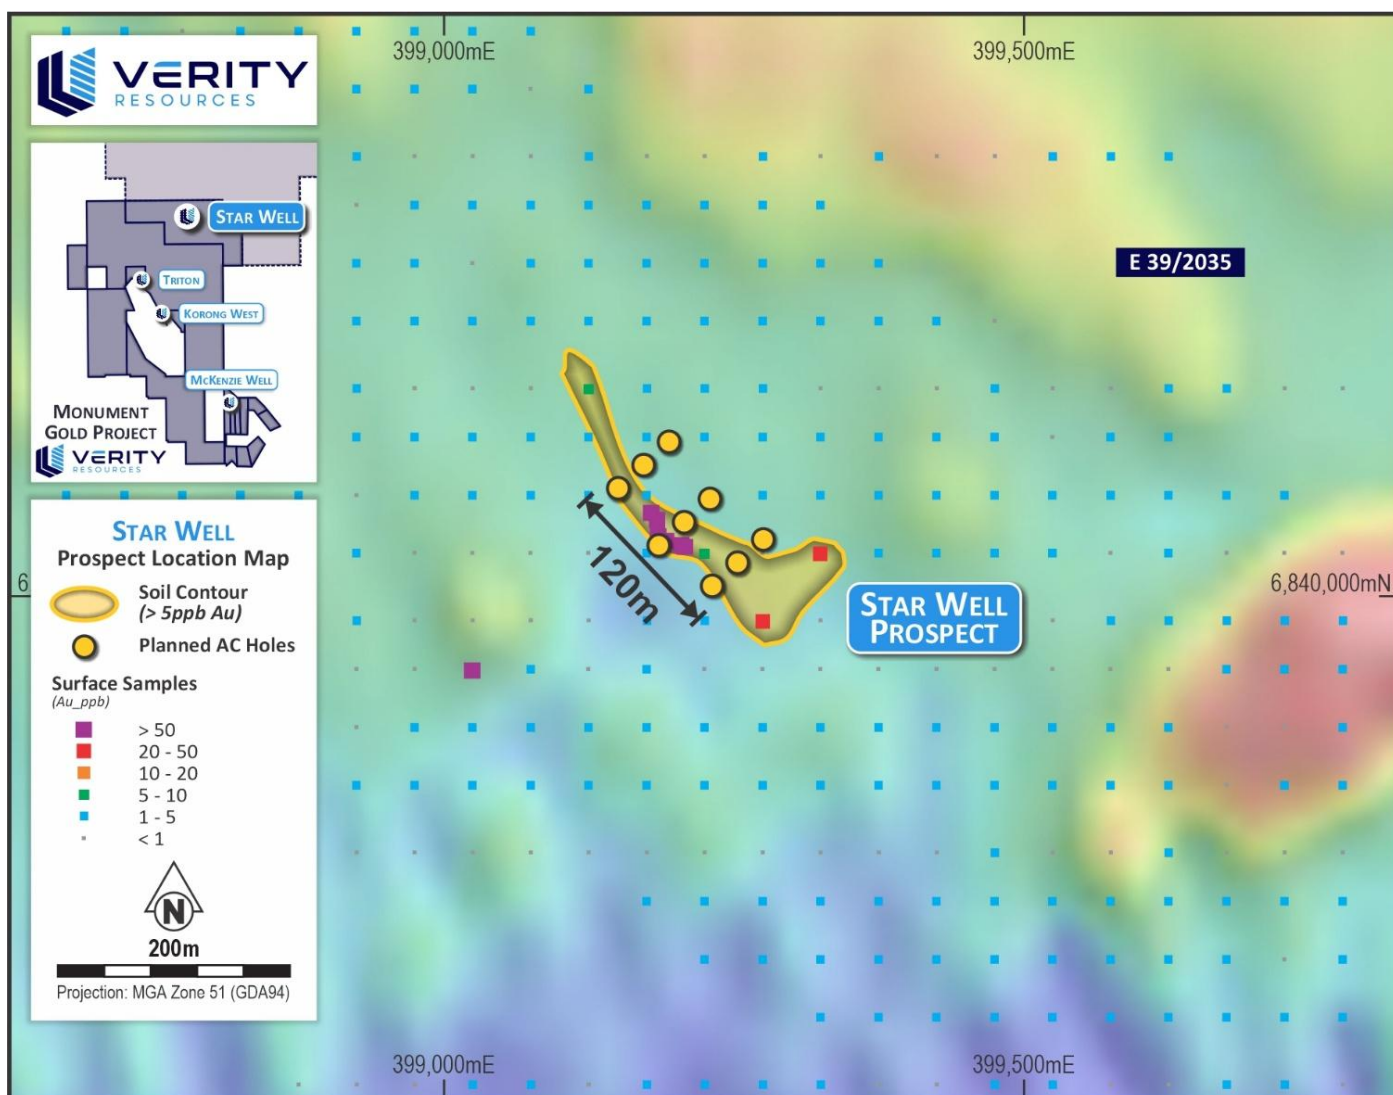 VERITY
RESOURCES
399,000mE
399,500mE
STAR WELL
TRITON
KORONG WEST
MCKENZIE WELL
MONUMENT
GOLD PROJECT
VERITY
RESOURCES
E 39/2035
STAR WELL
Prospect Location Map
Soil Contour
(> 5ppb Au)
Planned AC Holes
Surface Samples
(Au_ppb)
> 50
20 - 50
10 - 20
5 - 10
1 - 5
< 1
N
200m
Projection: MGA Zone 51 (GDA94)
120m
6
6,840,000mN
STAR WELL
PROSPECT
399,000mE
399,500mE